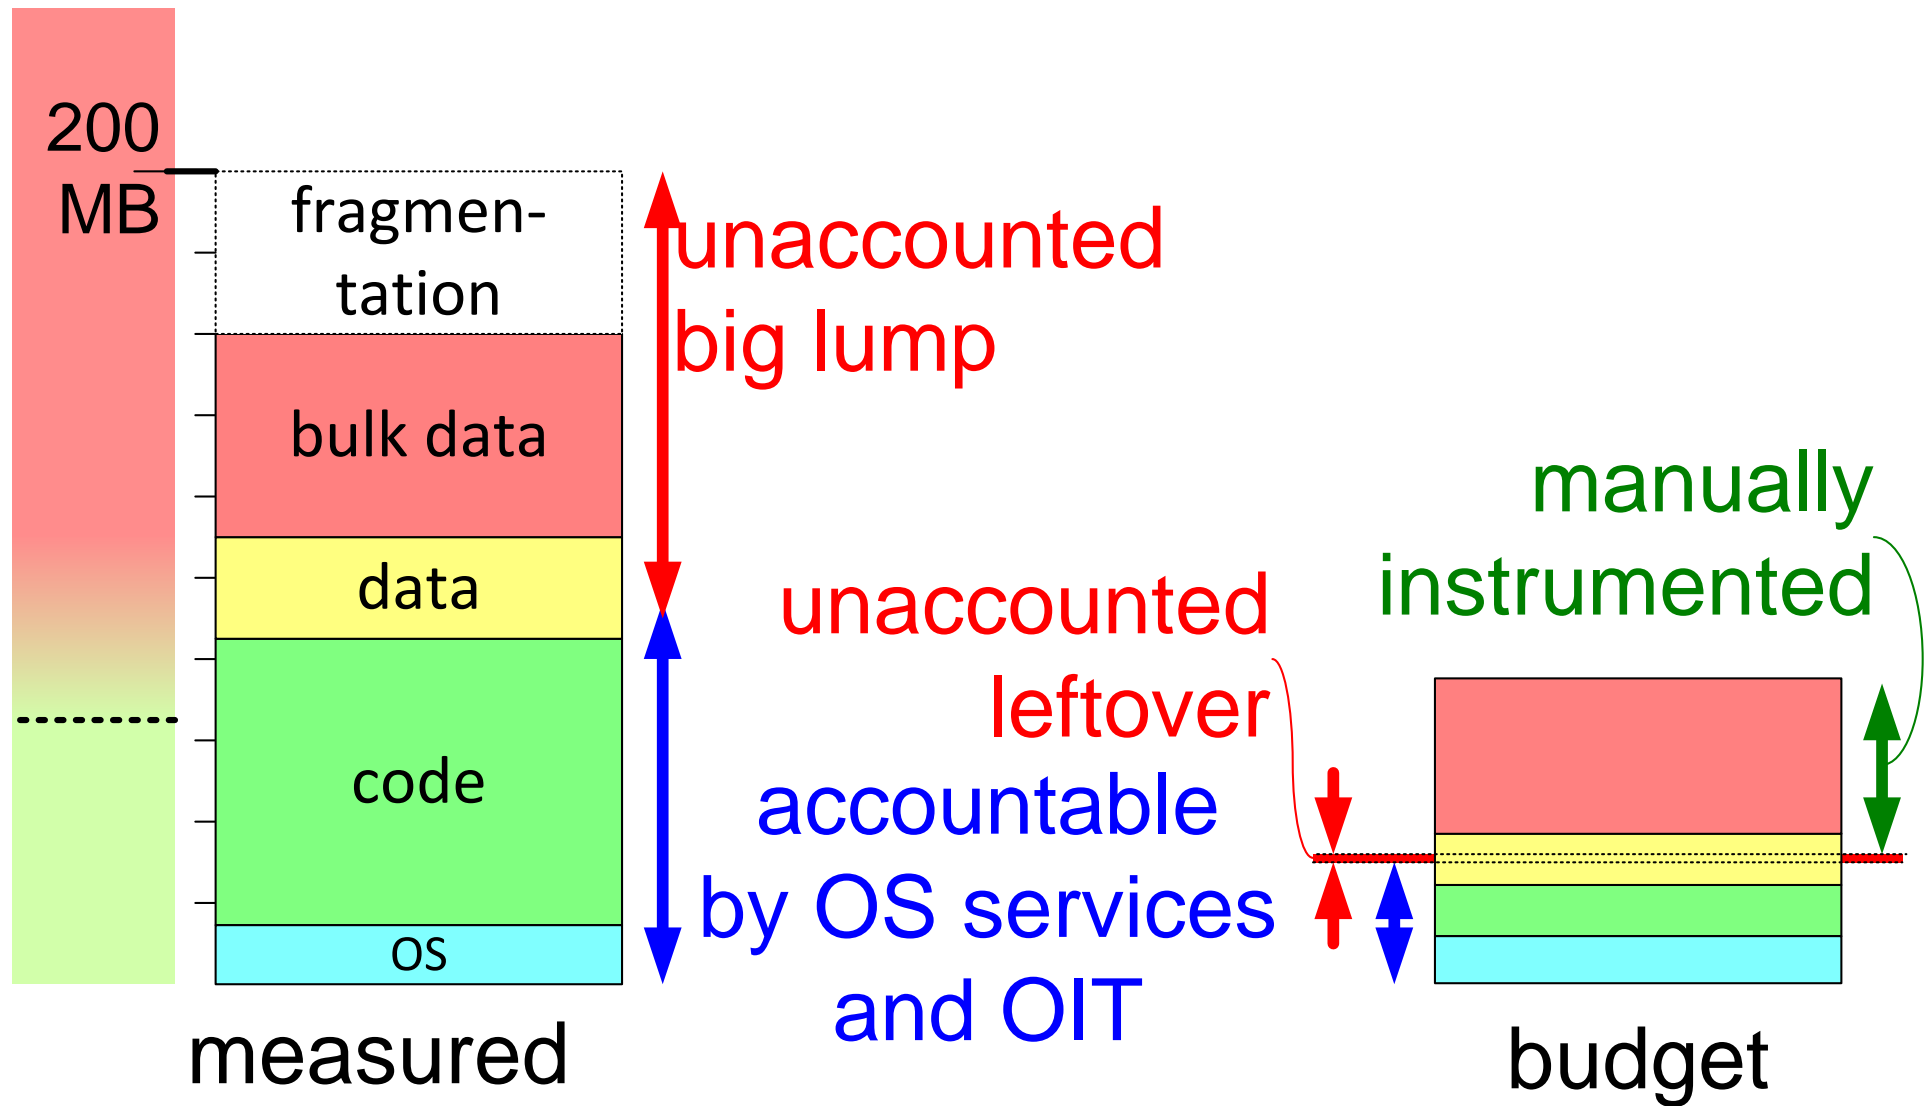 200
MB
fragmen-
tation
bulk data
data
code
OS
measured
unaccounted
big lump
unaccounted
leftover
accountable
by OS services
and OIT
manually
instrumented
budget